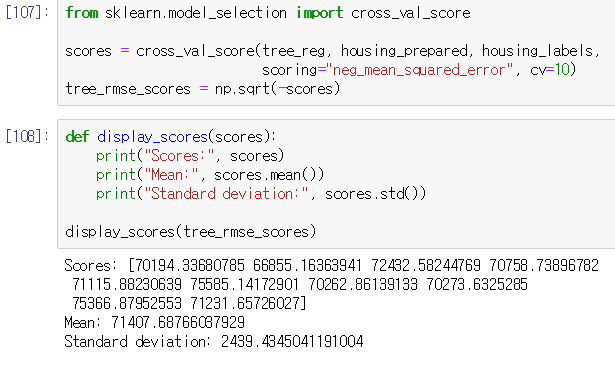 [107]: from sklearn.model_selection import cross_val_score
scores = cross_val_score(tree_reg, housing_prepared, housing_labels,
scoring="neg_mean_squared_error", cv=10)
tree_rmse_scores = np.sqrt(-scores)
[108]: def display_scores(scores):
print("Scores:", scores)
print("Mean:", scores.mean())
print("Standard deviation:", scores.std())
display_scores(tree_rmse_scores)
Scores: [70194.33680785 66855.16363941 72432.58244769 70758.73896782
71115.88230639 75585.14172901 70262.86139133 70273.6325285
75366.87952553 71231.65726027]
Mean: 71407.68766037929
Standard deviation: 2439.4345041191004